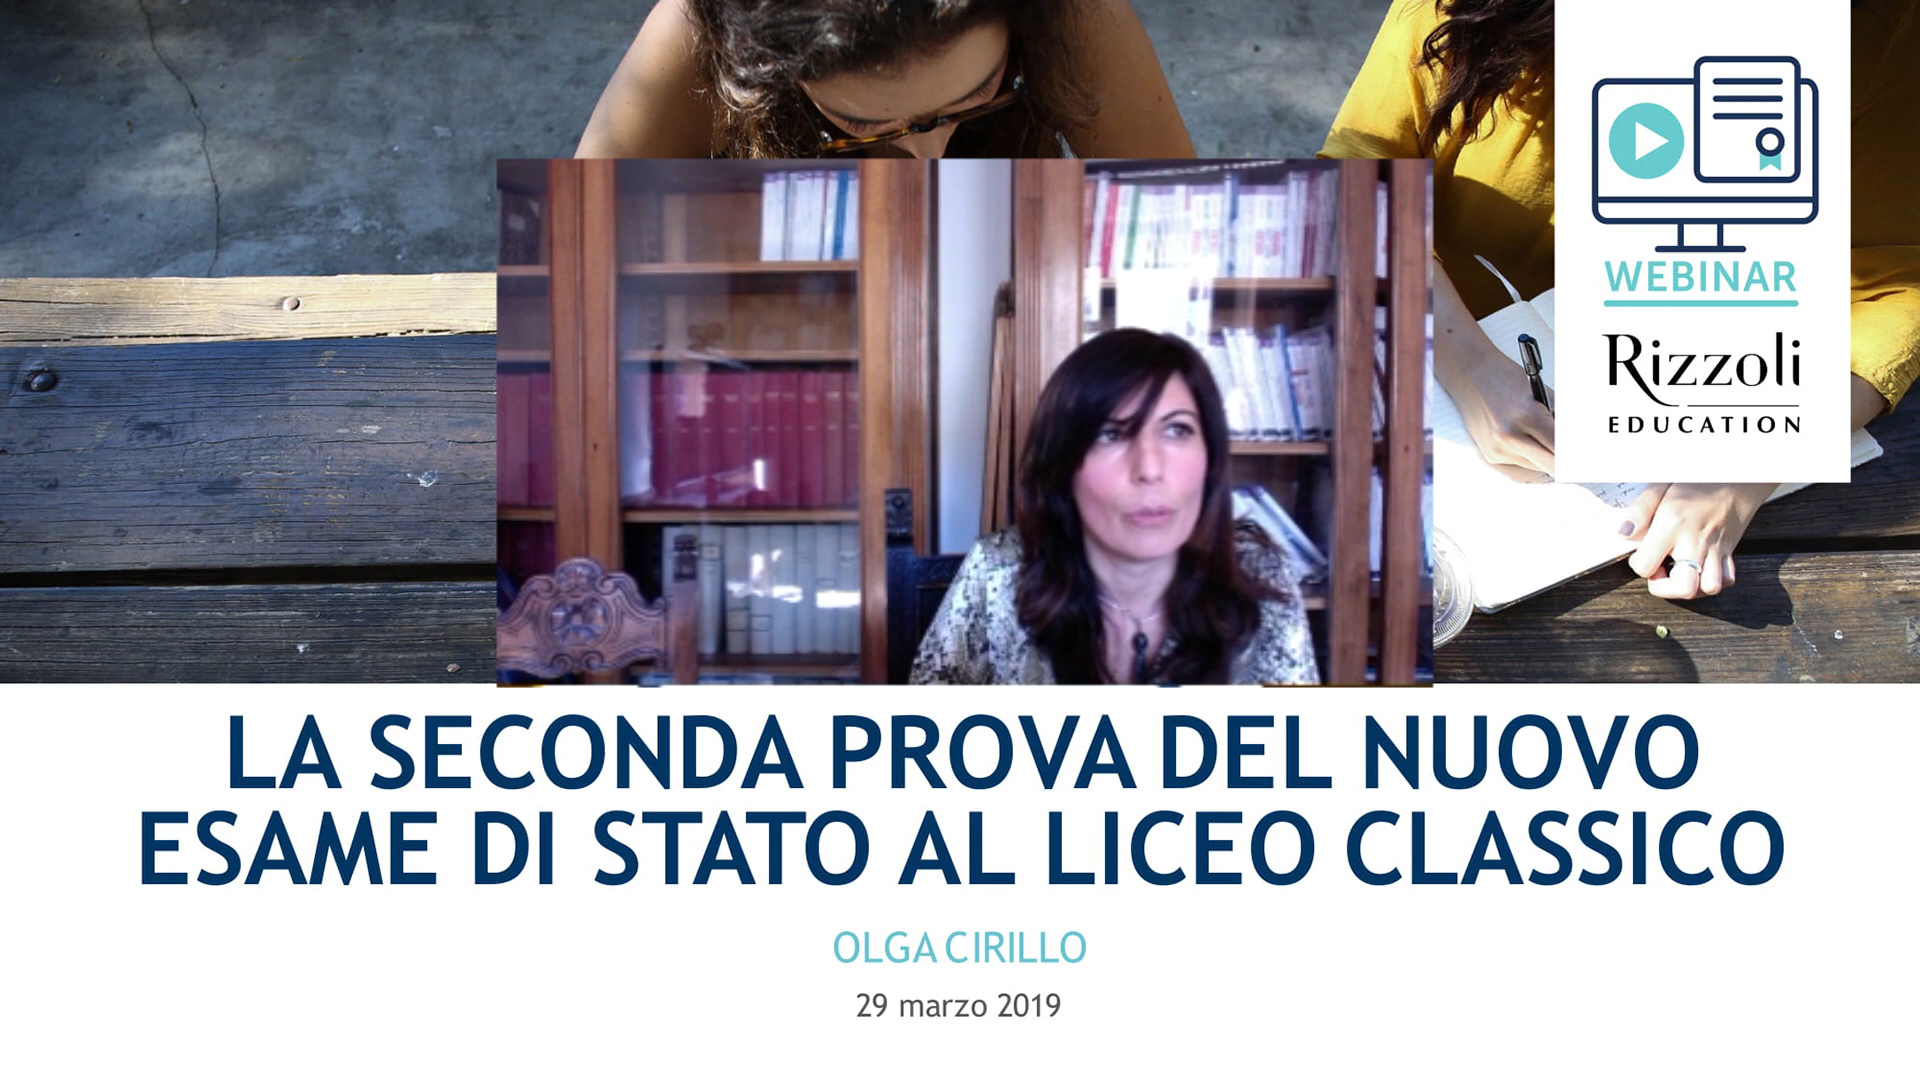 WEBINAR
Rizzoli
EDUCATION
LA SECONDA PROVA DEL NUOVO
ESAME DI STATO AL LICEO CLASSICO
OLGA CIRILLO
29 marzo 2019